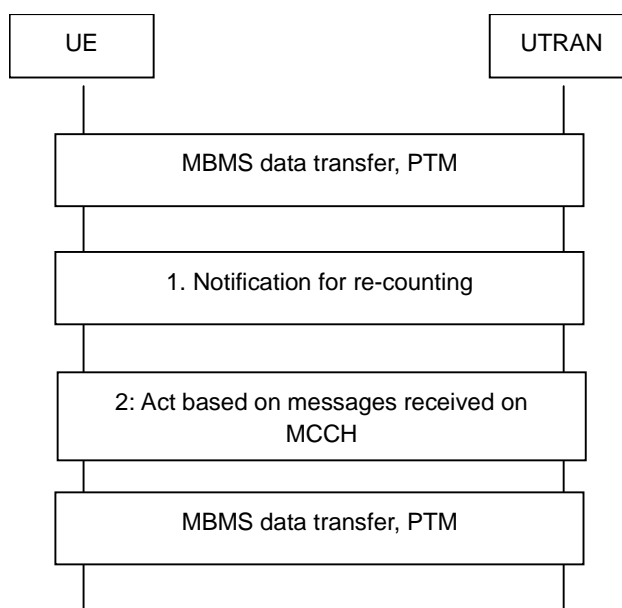 UE
UTRAN
MBMS data transfer, PTM
1. Notification for re-counting
2: Act based on messages received on
MCCH
MBMS data transfer, PTM